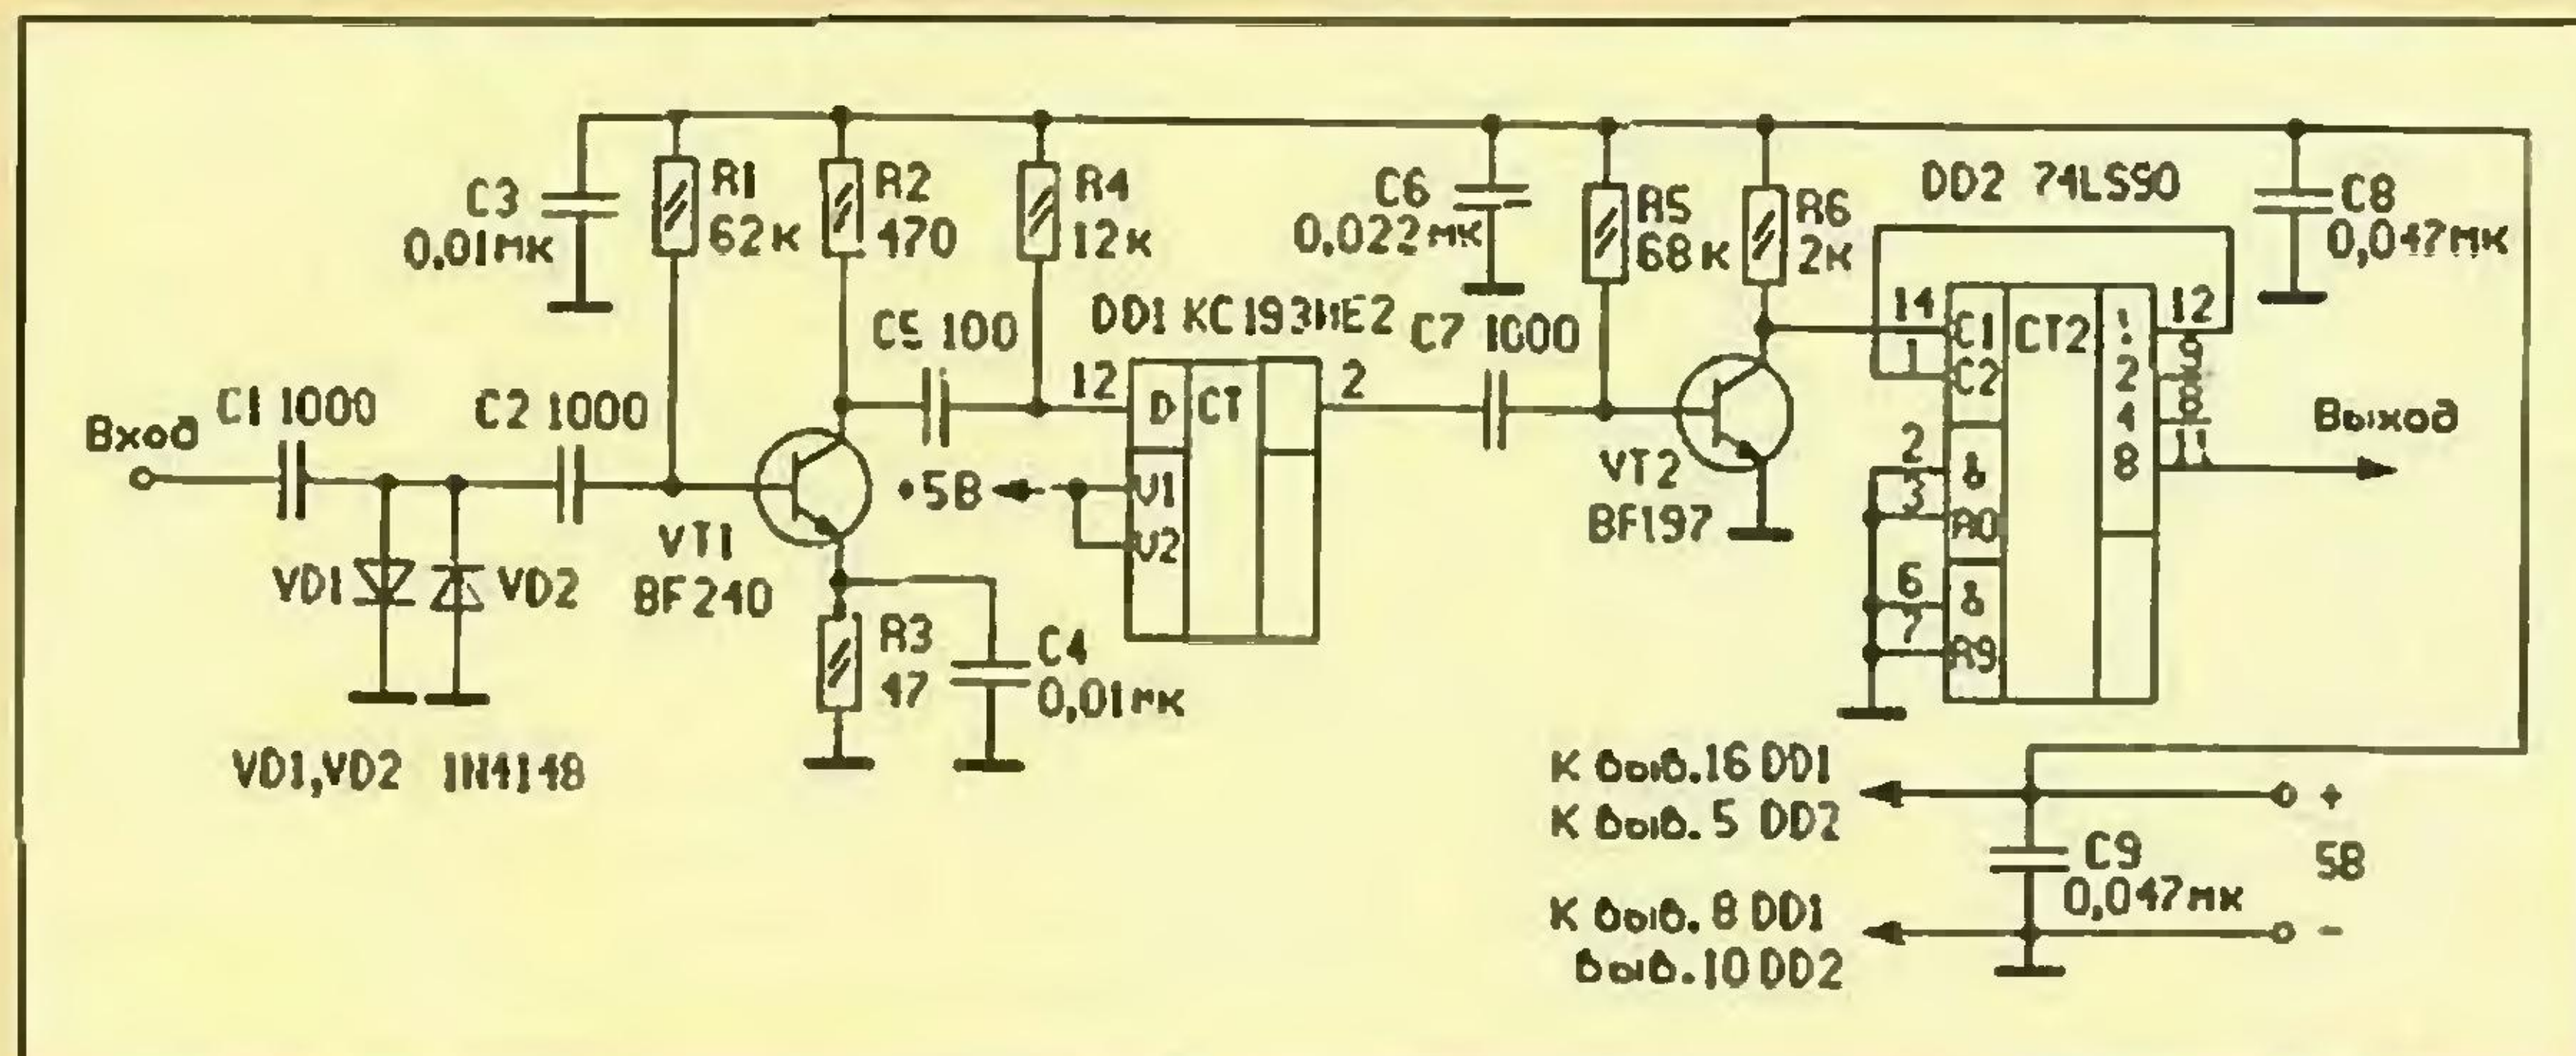 Вход
C1 1000
C2 1000
C3
0,01мк
R1
62к
R2
470
R4
12к
C5 100
DD1 КС193ИЕ2
12
D
CT
2
+5В
V1
V2
VT1
BF240
VD1
VD2
R3
47
C4
0,01мк
VD1,VD2 1N4148
C6
0,022мк
C7 1000
R5
68к
R6
2к
VT2
BF197
DD2 74LS90
C8
0,047мк
14
C1
CT2
1
12
1
C2
2
9
4
8
8
11
2
&
3
R0
6
&
7
R9
Выход
К выв.16 DD1
К выв. 5 DD2
+
5В
C9
0,047мк
К выв. 8 DD1
выв.10 DD2
-